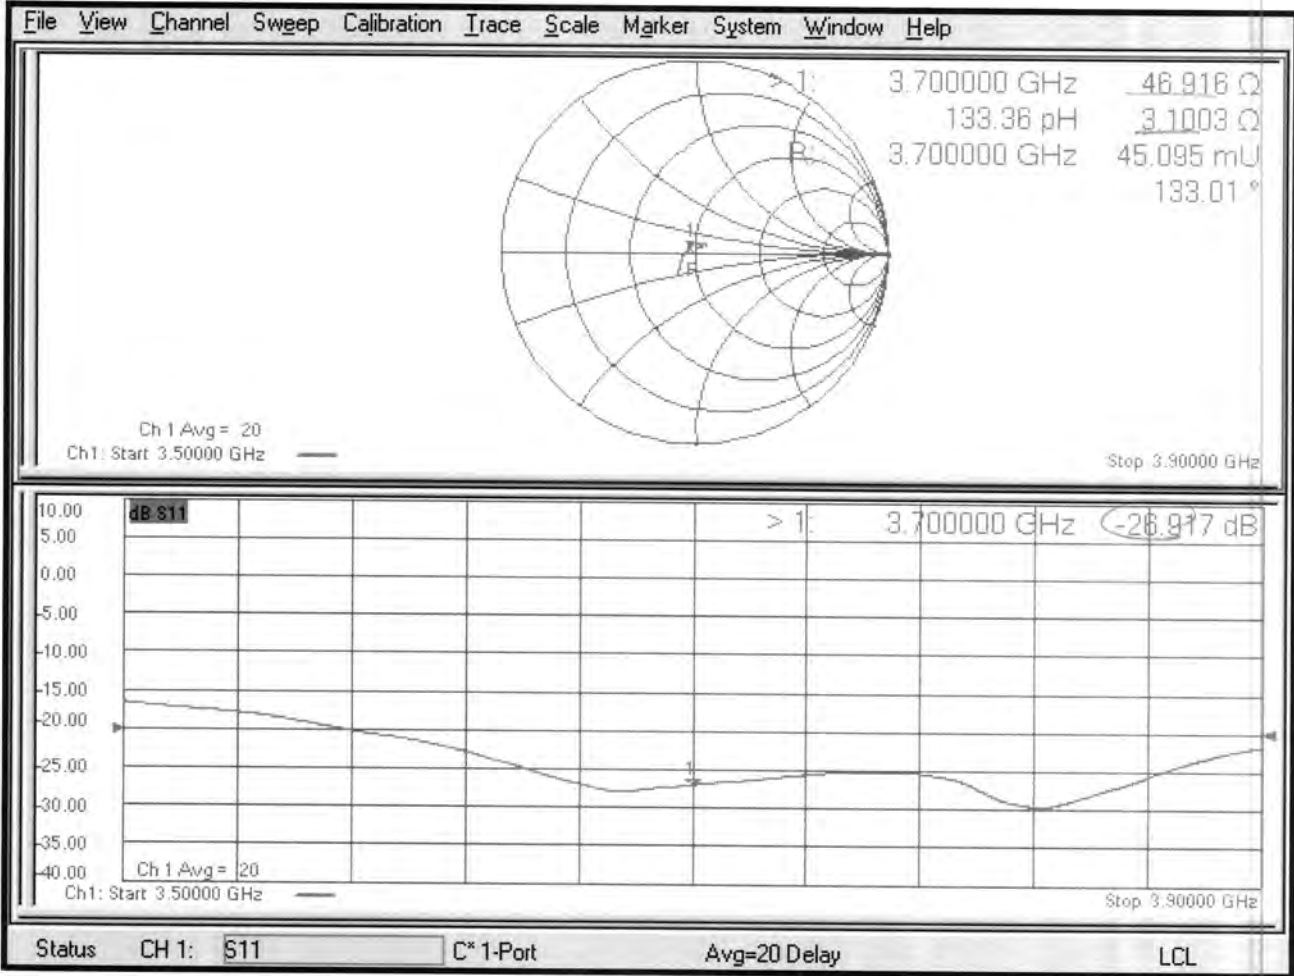 File View Channel Sweep Calibration Trace Scale Marker System Window Help
> 1: 3.700000 GHz 46.916 Ω
133.36 pH 3.1003 Ω
R: 3.700000 GHz 45.095 mU
133.01 °
1
R
Ch 1 Avg = 20
Ch1: Start 3.50000 GHz
Stop 3.90000 GHz
10.00
dB S11
> 1: 3.700000 GHz -26.917 dB
5.00
0.00
-5.00
-10.00
-15.00
-20.00
-25.00
1
-30.00
-35.00
-40.00
Ch 1 Avg = 20
Ch1: Start 3.50000 GHz
Stop 3.90000 GHz
Status CH 1: S11 C* 1-Port Avg=20 Delay LCL